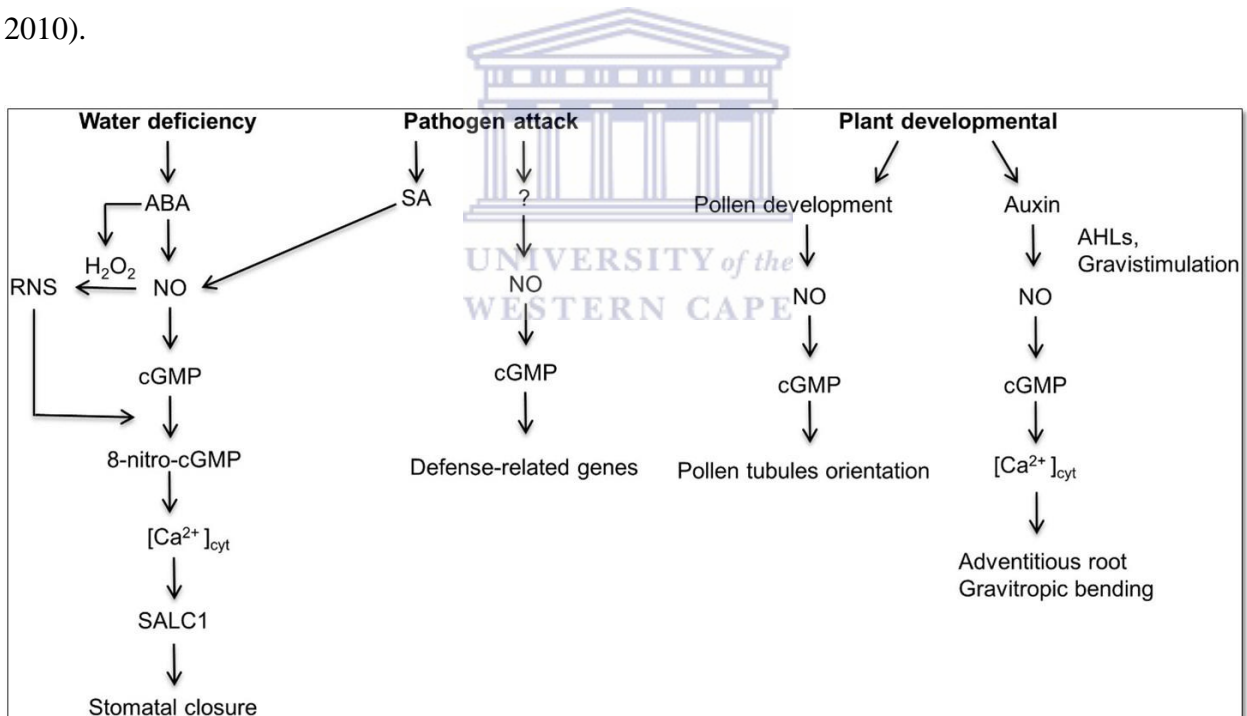 2010).
Water deficiency
Pathogen attack
Plant developmental
ABA
SA
?
Pollen development
Auxin
AHLs,
Gravistimulation
H₂O₂
RNS
NO
NO
NO
NO
UNIVERSITY of the
WESTERN CAPE
cGMP
cGMP
cGMP
cGMP
8-nitro-cGMP
Defense-related genes
Pollen tubules orientation
[Ca²⁺ ]cyt
[Ca²⁺ ]cyt
Adventitious root
Gravitropic bending
SALC1
Stomatal closure